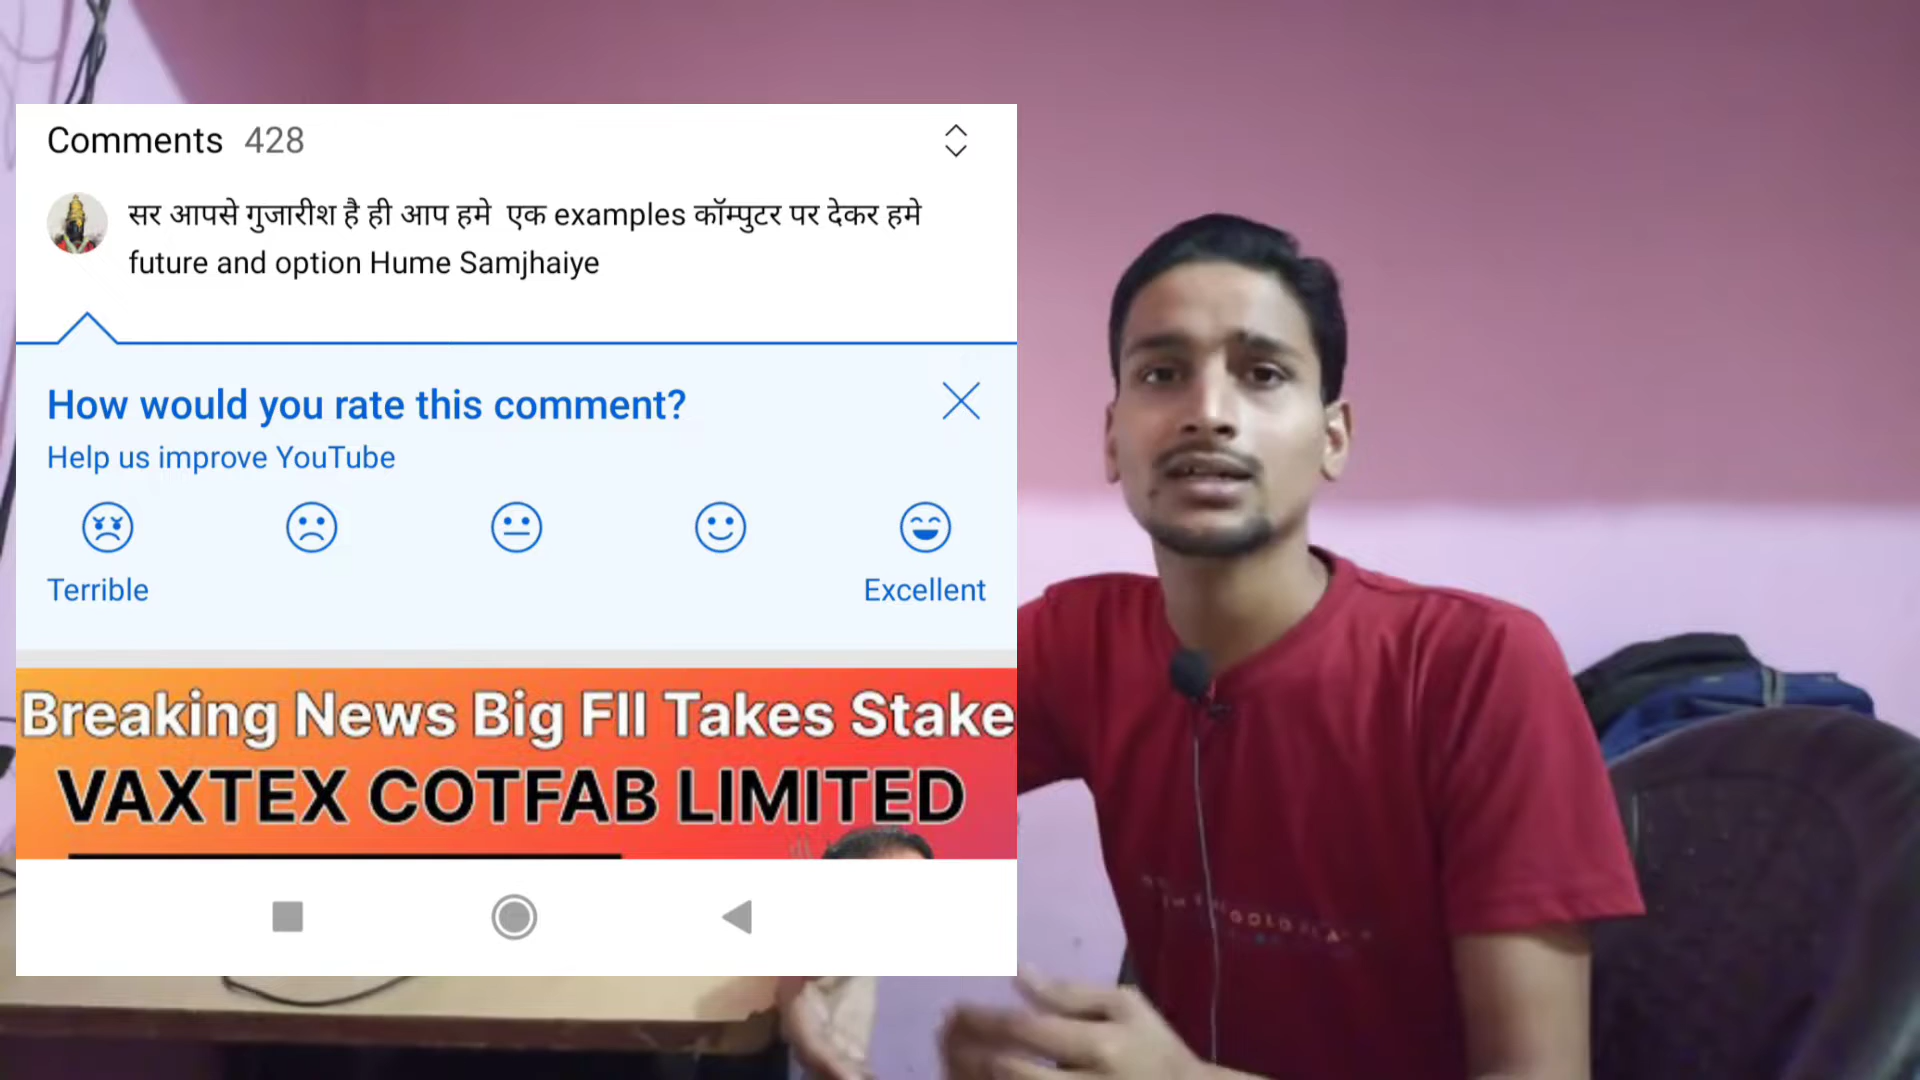 Comments 428
सर आपसे गुजारीश है ही आप हमे एक examples कॉम्पुटर पर देकर हमे
future and option Hume Samjhaiye
How would you rate this comment?
Help us improve YouTube
Terrible
Excellent
Breaking News Big FII Takes Stake
VAXTEX COTFAB LIMITED